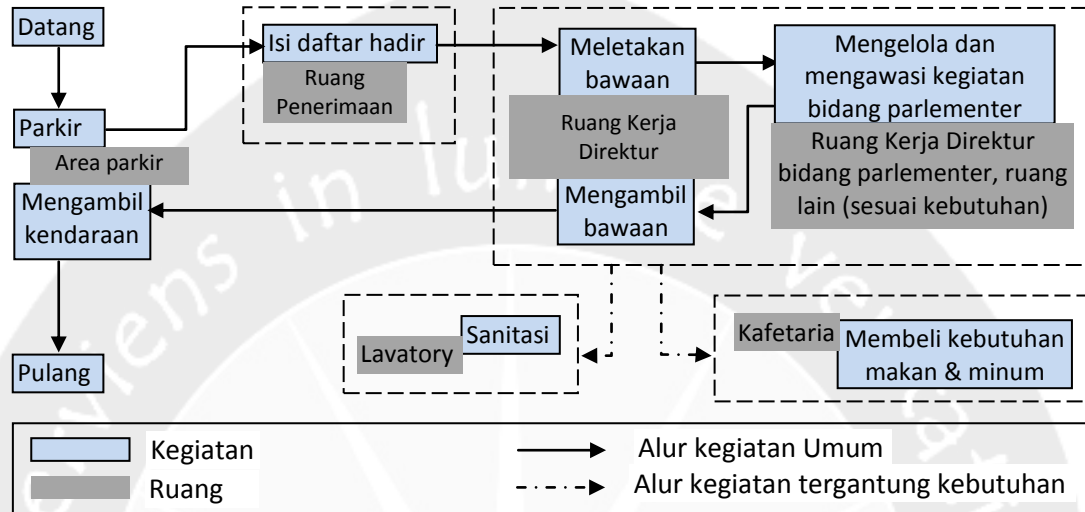 Datang
Parkir
Area parkir
Mengambil
kendaraan
Pulang
Isi daftar hadir
Ruang
Penerimaan
Meletakan
bawaan
Ruang Kerja
Direktur
Mengambil
bawaan
Mengelola dan
mengawasi kegiatan
bidang parlementer
Ruang Kerja Direktur
bidang parlementer, ruang
lain (sesuai kebutuhan)
Lavatory
Sanitasi
Kafetaria
Membeli kebutuhan
makan & minum
Kegiatan
Ruang
Alur kegiatan Umum
Alur kegiatan tergantung kebutuhan
in lu